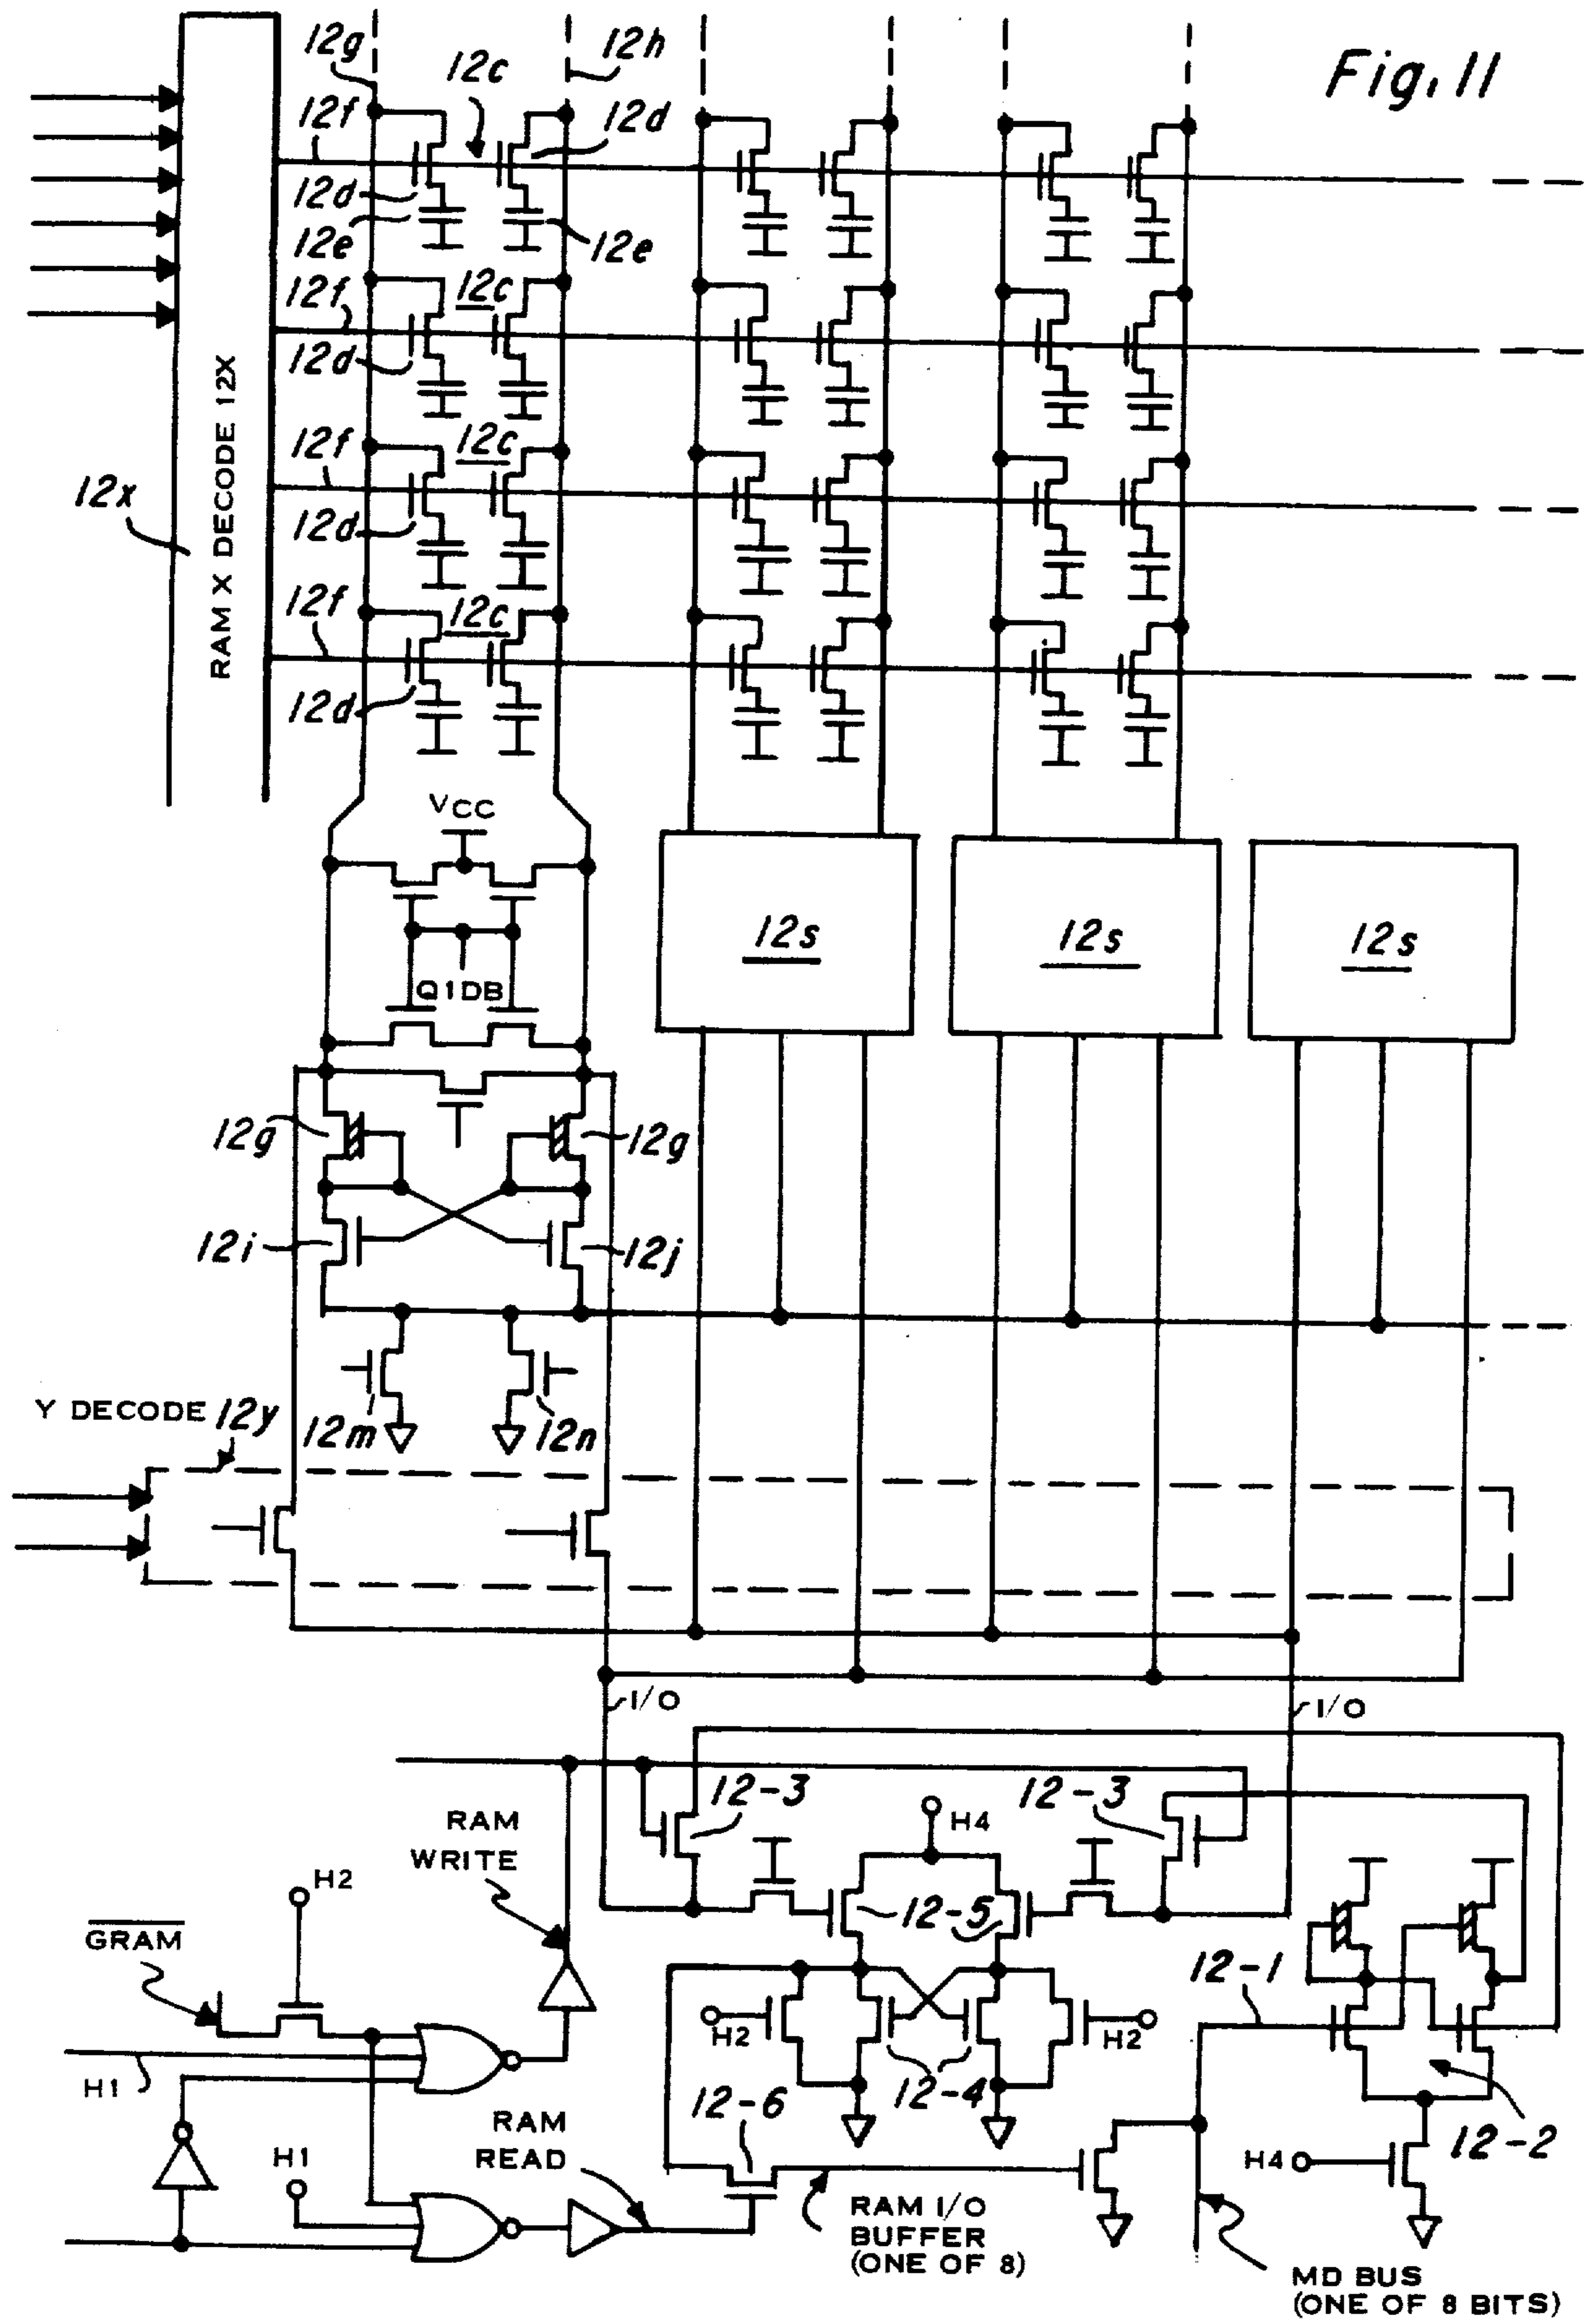 Fig. 11
12g
12h
12c
12f
12d
12d
12e
12e
12f
12c
12d
12f
12c
12d
12x
RAM X DECODE 12X
12f
12c
12d
VCC
12s
12s
12s
Q1DB
12g
12g
12i
12j
Y DECODE 12y
12m
12n
I/O
I/O
12-3
12-3
H4
RAM
WRITE
H2
GRAM
12-5
12-1
H2
H2
H1
12-4
12-6
12-2
RAM
READ
H1
H4
RAM I/O
BUFFER
(ONE OF 8)
MD BUS
(ONE OF 8 BITS)